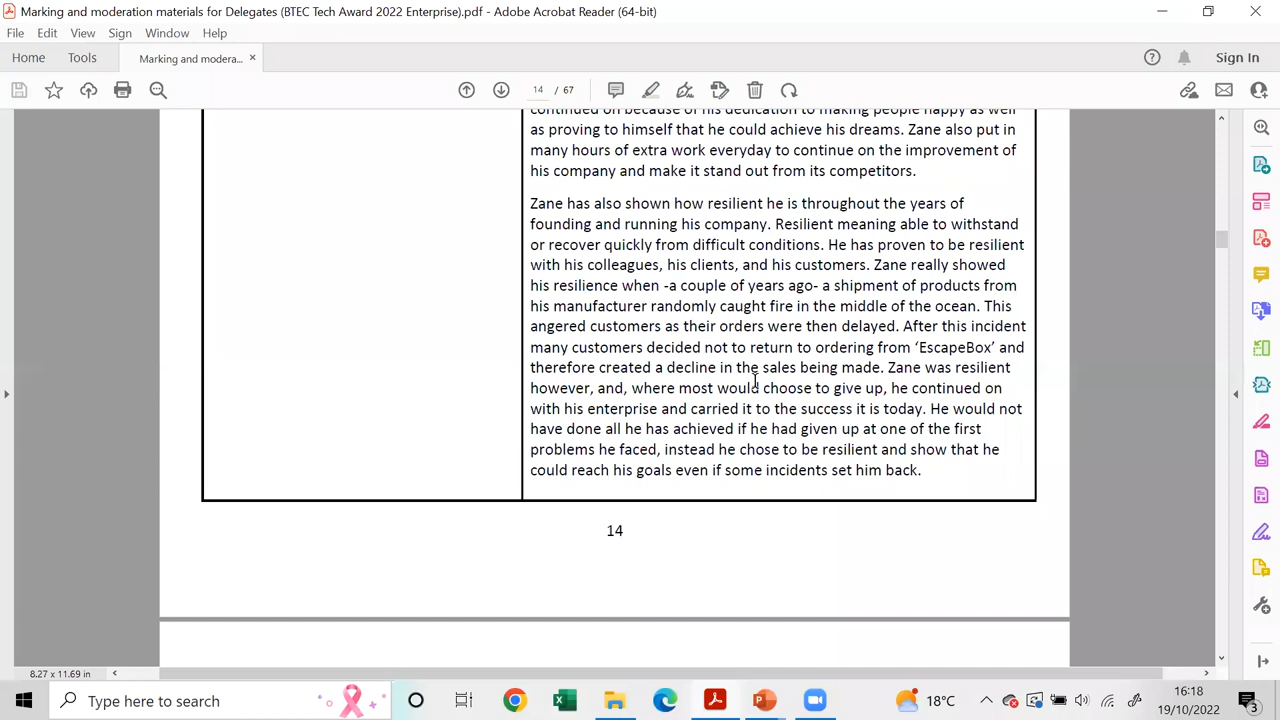 Marking and moderation materials for Delegates (BTEC Tech Award 2022 Enterprise).pdf - Adobe Acrobat Reader (64-bit)
File Edit View Sign Window Help
Home Tools Marking and modera... ×
Sign In
14 / 67
continued on because of his dedication to making people happy as well
as proving to himself that he could achieve his dreams. Zane also put in
many hours of extra work everyday to continue on the improvement of
his company and make it stand out from its competitors.
Zane has also shown how resilient he is throughout the years of
founding and running his company. Resilient meaning able to withstand
or recover quickly from difficult conditions. He has proven to be resilient
with his colleagues, his clients, and his customers. Zane really showed
his resilience when -a couple of years ago- a shipment of products from
his manufacturer randomly caught fire in the middle of the ocean. This
angered customers as their orders were then delayed. After this incident
many customers decided not to return to ordering from ‘EscapeBox’ and
therefore created a decline in the sales being made. Zane was resilient
however, and, where most would choose to give up, he continued on
with his enterprise and carried it to the success it is today. He would not
have done all he has achieved if he had given up at one of the first
problems he faced, instead he chose to be resilient and show that he
could reach his goals even if some incidents set him back.
14
8.27 x 11.69 in
Type here to search
18°C
16:18
19/10/2022
3